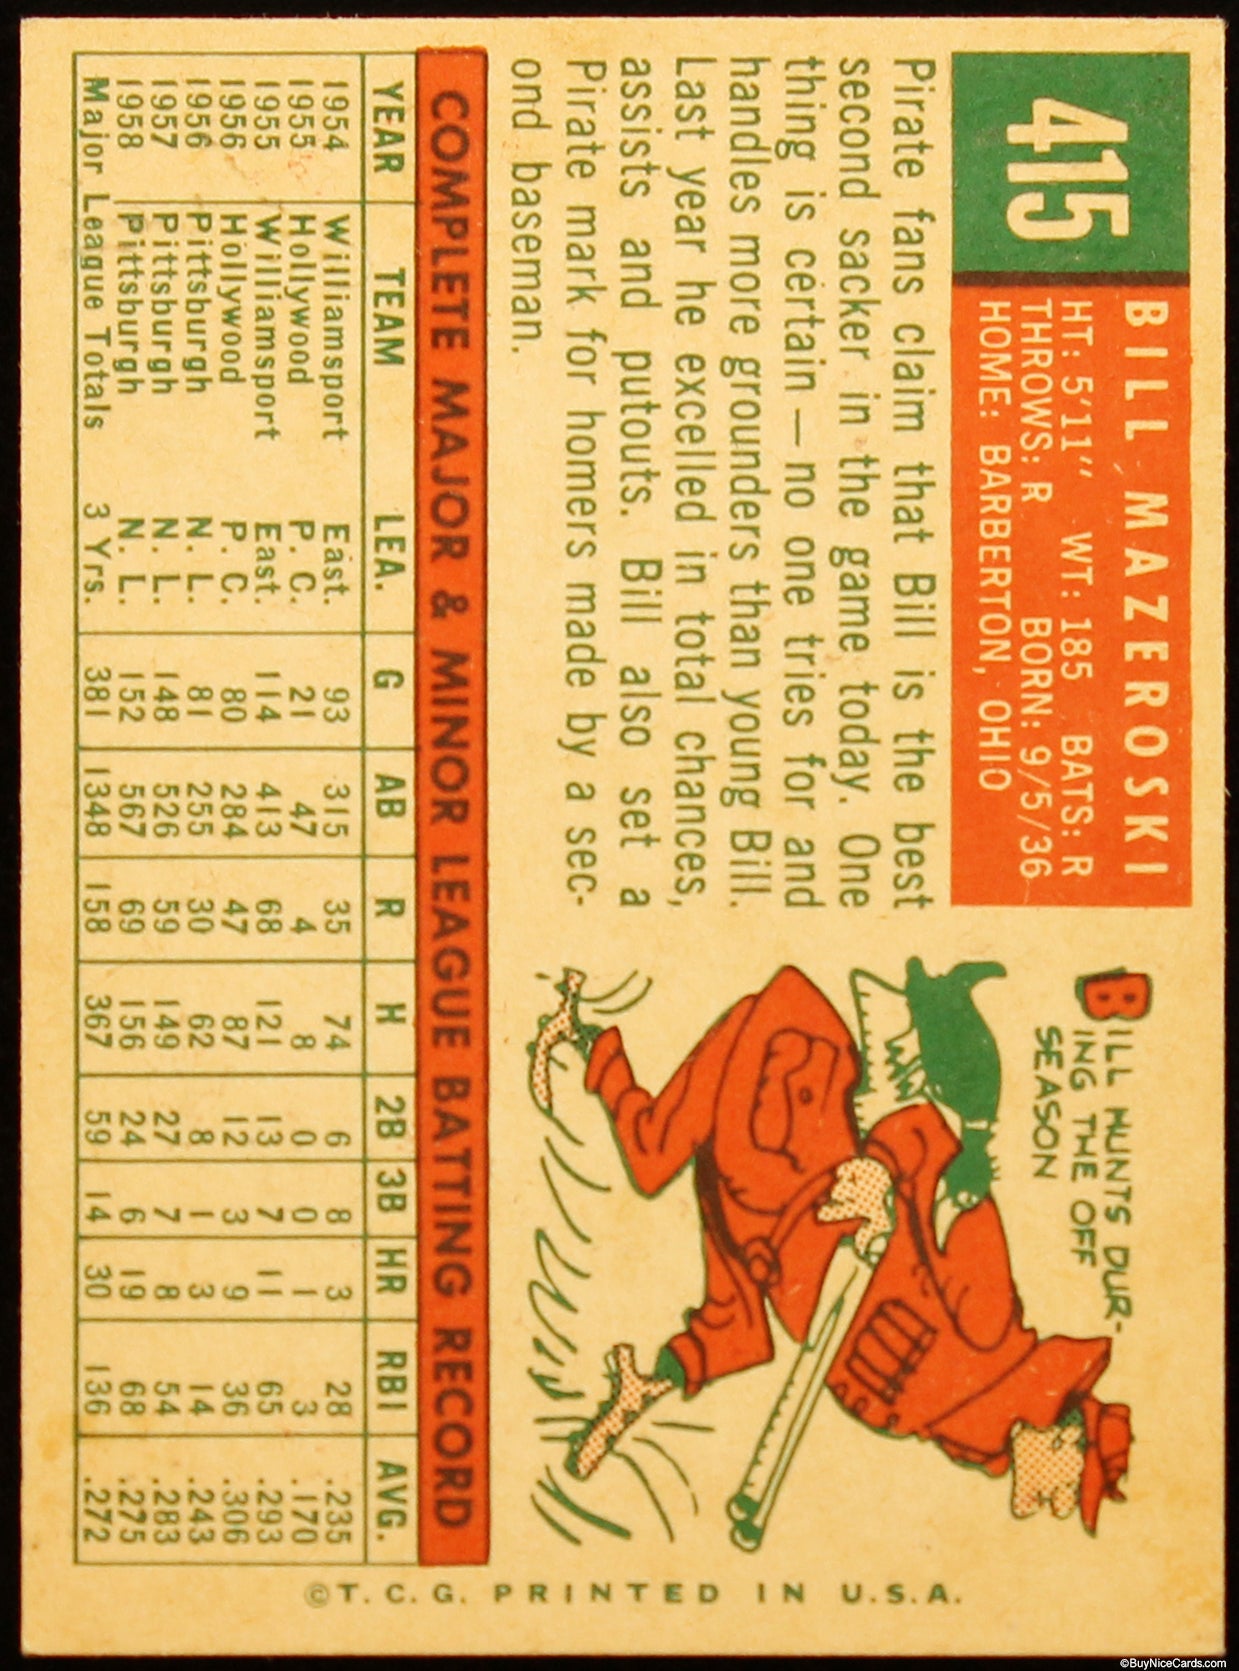 415
BILL MAZEROSKI
HT: 5'11" WT: 185 BATS: R
THROWS: R BORN: 9/5/36
HOME: BARBERTON, OHIO
Pirate fans claim that Bill is the best
second sacker in the game today. One
thing is certain—no one tries for and
handles more grounders than young Bill.
Last year he excelled in total chances,
assists and putouts. Bill also set a
Pirate mark for homers made by a sec-
ond baseman.
BILL HUNTS DUR-
ING THE OFF
SEASON
COMPLETE MAJOR & MINOR LEAGUE BATTING RECORD
YEAR TEAM LEA. G AB R H 2B 3B HR RBI AVG.
1954 Williamsport East. 93 315 35 74 6 8 3 28 .235
1955 Hollywood P. C. 21 47 4 8 0 0 1 3 .170
1955 Williamsport East. 114 413 68 121 13 7 11 65 .293
1956 Hollywood P. C. 80 284 47 87 12 3 9 36 .306
1956 Pittsburgh N. L. 81 255 30 62 8 1 3 14 .243
1957 Pittsburgh N. L. 148 526 59 149 27 7 8 54 .283
1958 Pittsburgh N. L. 152 567 69 156 24 6 19 68 .275
Major League Totals 3 Yrs. 381 1348 158 367 59 14 30 136 .272
©T. C. G. PRINTED IN U.S.A.
©BuyNiceCards.com